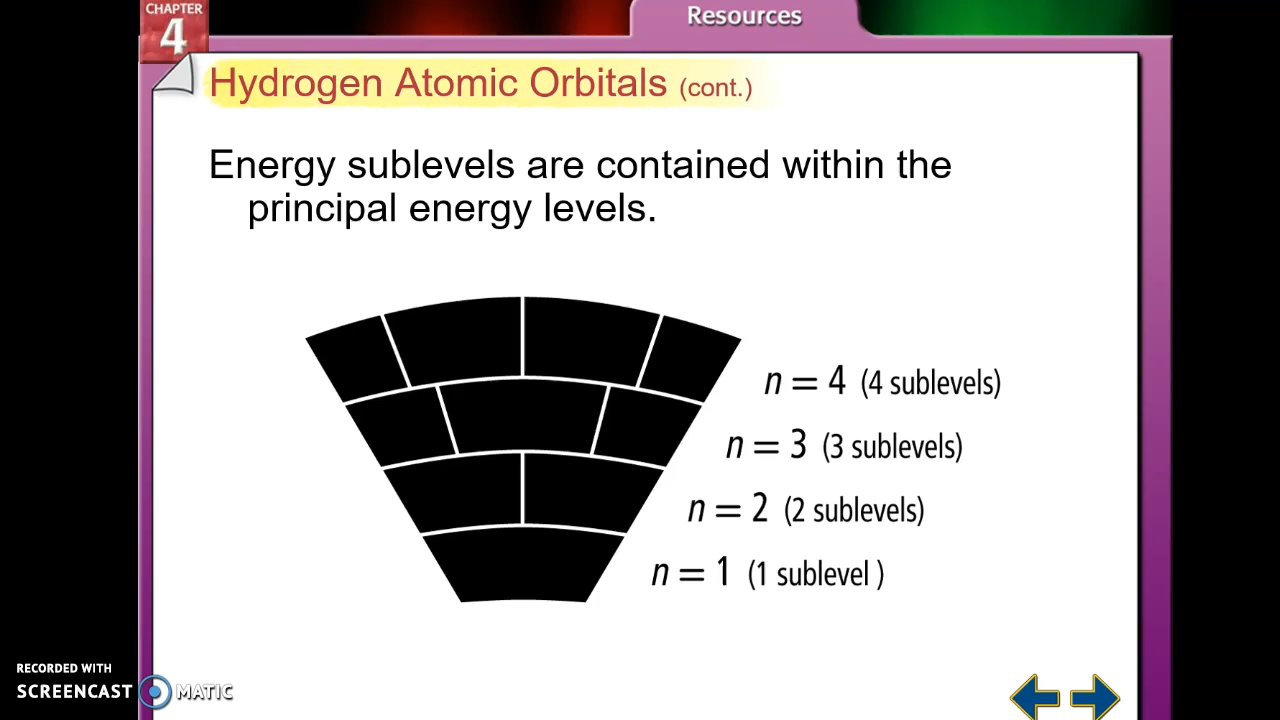 CHAPTER
4
Resources
Hydrogen Atomic Orbitals (cont.)
Energy sublevels are contained within the
principal energy levels.
n = 4 (4 sublevels)
n = 3 (3 sublevels)
n = 2 (2 sublevels)
n = 1 (1 sublevel )
RECORDED WITH
SCREENCAST MATIC